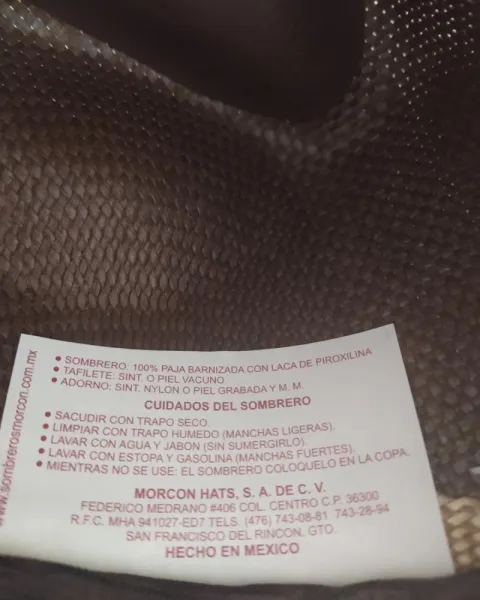 • SOMBRERO: 100% PAJA BARNIZADA CON LACA DE PIROXILINA
• TAFILETE: SINT. O PIEL VACUNO
• ADORNO: SINT. NYLON O PIEL GRABADA Y M. M.
CUIDADOS DEL SOMBRERO
• SACUDIR CON TRAPO SECO.
• LIMPIAR CON TRAPO HUMEDO (MANCHAS LIGERAS).
• LAVAR CON AGUA Y JABON (SIN SUMERGIRLO).
• LAVAR CON ESTOPA Y GASOLINA (MANCHAS FUERTES).
• MIENTRAS NO SE USE: EL SOMBRERO COLOQUELO EN LA COPA.
MORCON HATS, S. A. DE C. V.
FEDERICO MEDRANO #406 COL. CENTRO C.P. 36300
R.F.C. MHA 941027-ED7 TELS. (476) 743-08-81 743-28-94
SAN FRANCISCO DEL RINCON, GTO.
HECHO EN MEXICO
www.sombrerosmorcon.com.mx